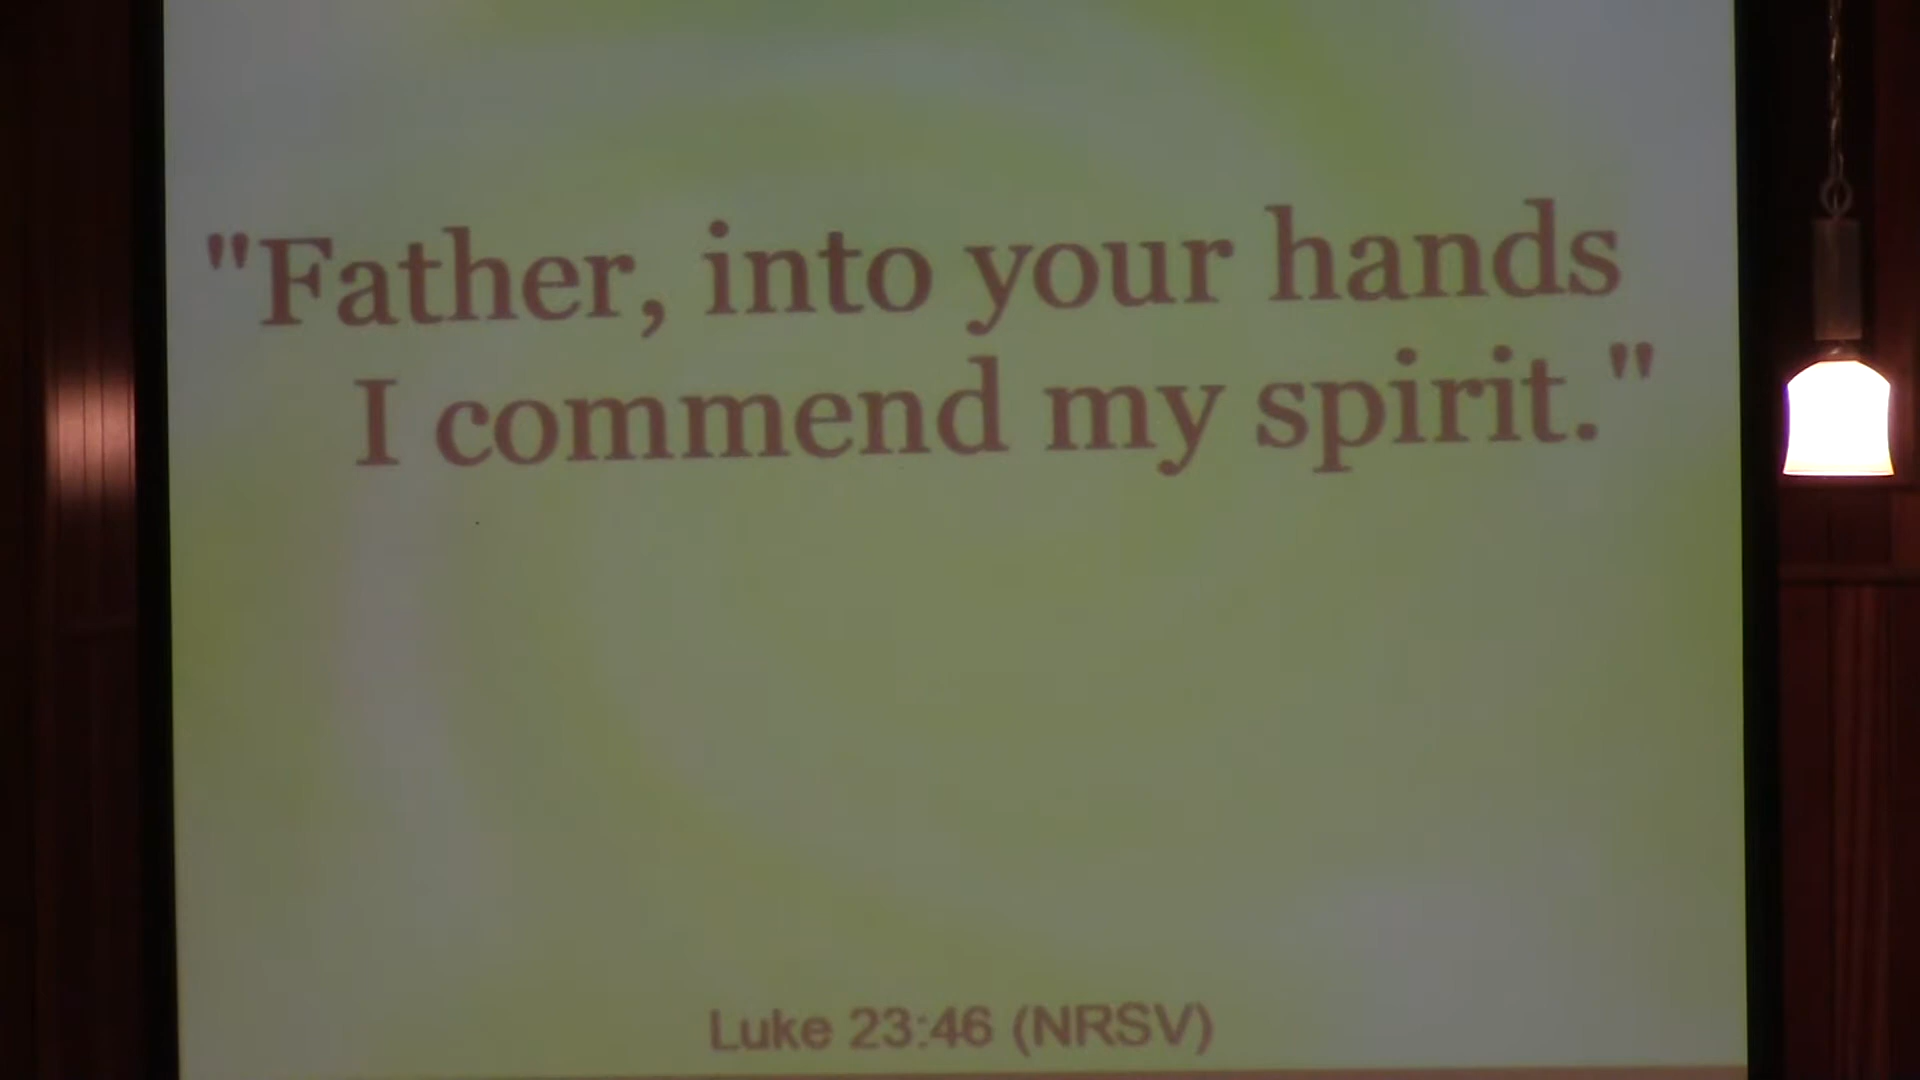 "Father, into your hands
I commend my spirit."
Luke 23:46 (NRSV)